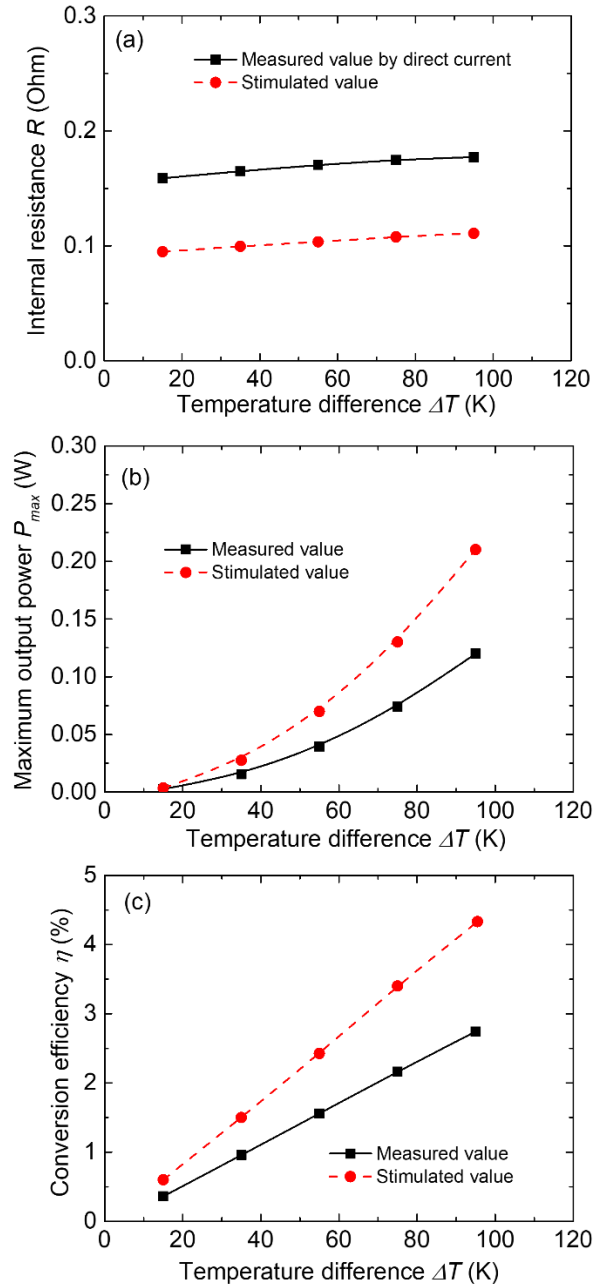 (a)
Measured value by direct current
Stimulated value
Internal resistance R (Ohm)
0.3
0.2
0.1
0.0
20 40 60 80 100 120
Temperature difference ΔT (K)
(b)
Measured value
Stimulated value
Maximum output power P_max (W)
0.30
0.25
0.20
0.15
0.10
0.05
0.00
0 20 40 60 80 100 120
Temperature difference ΔT (K)
(c)
Measured value
Stimulated value
Conversion efficiency η (%)
5
4
3
2
1
0
0 20 40 60 80 100 120
Temperature difference ΔT (K)